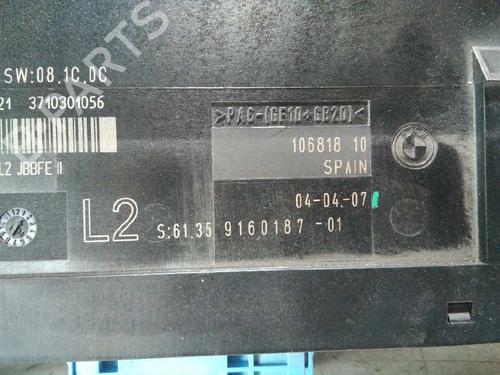 SW:08,1C,0C
21 3710301056
L2 JBBFE II
>PA6-(GF10+GB20)<
106818 10
SPAIN
04-04-07
L2 S:61.35 9160187-01